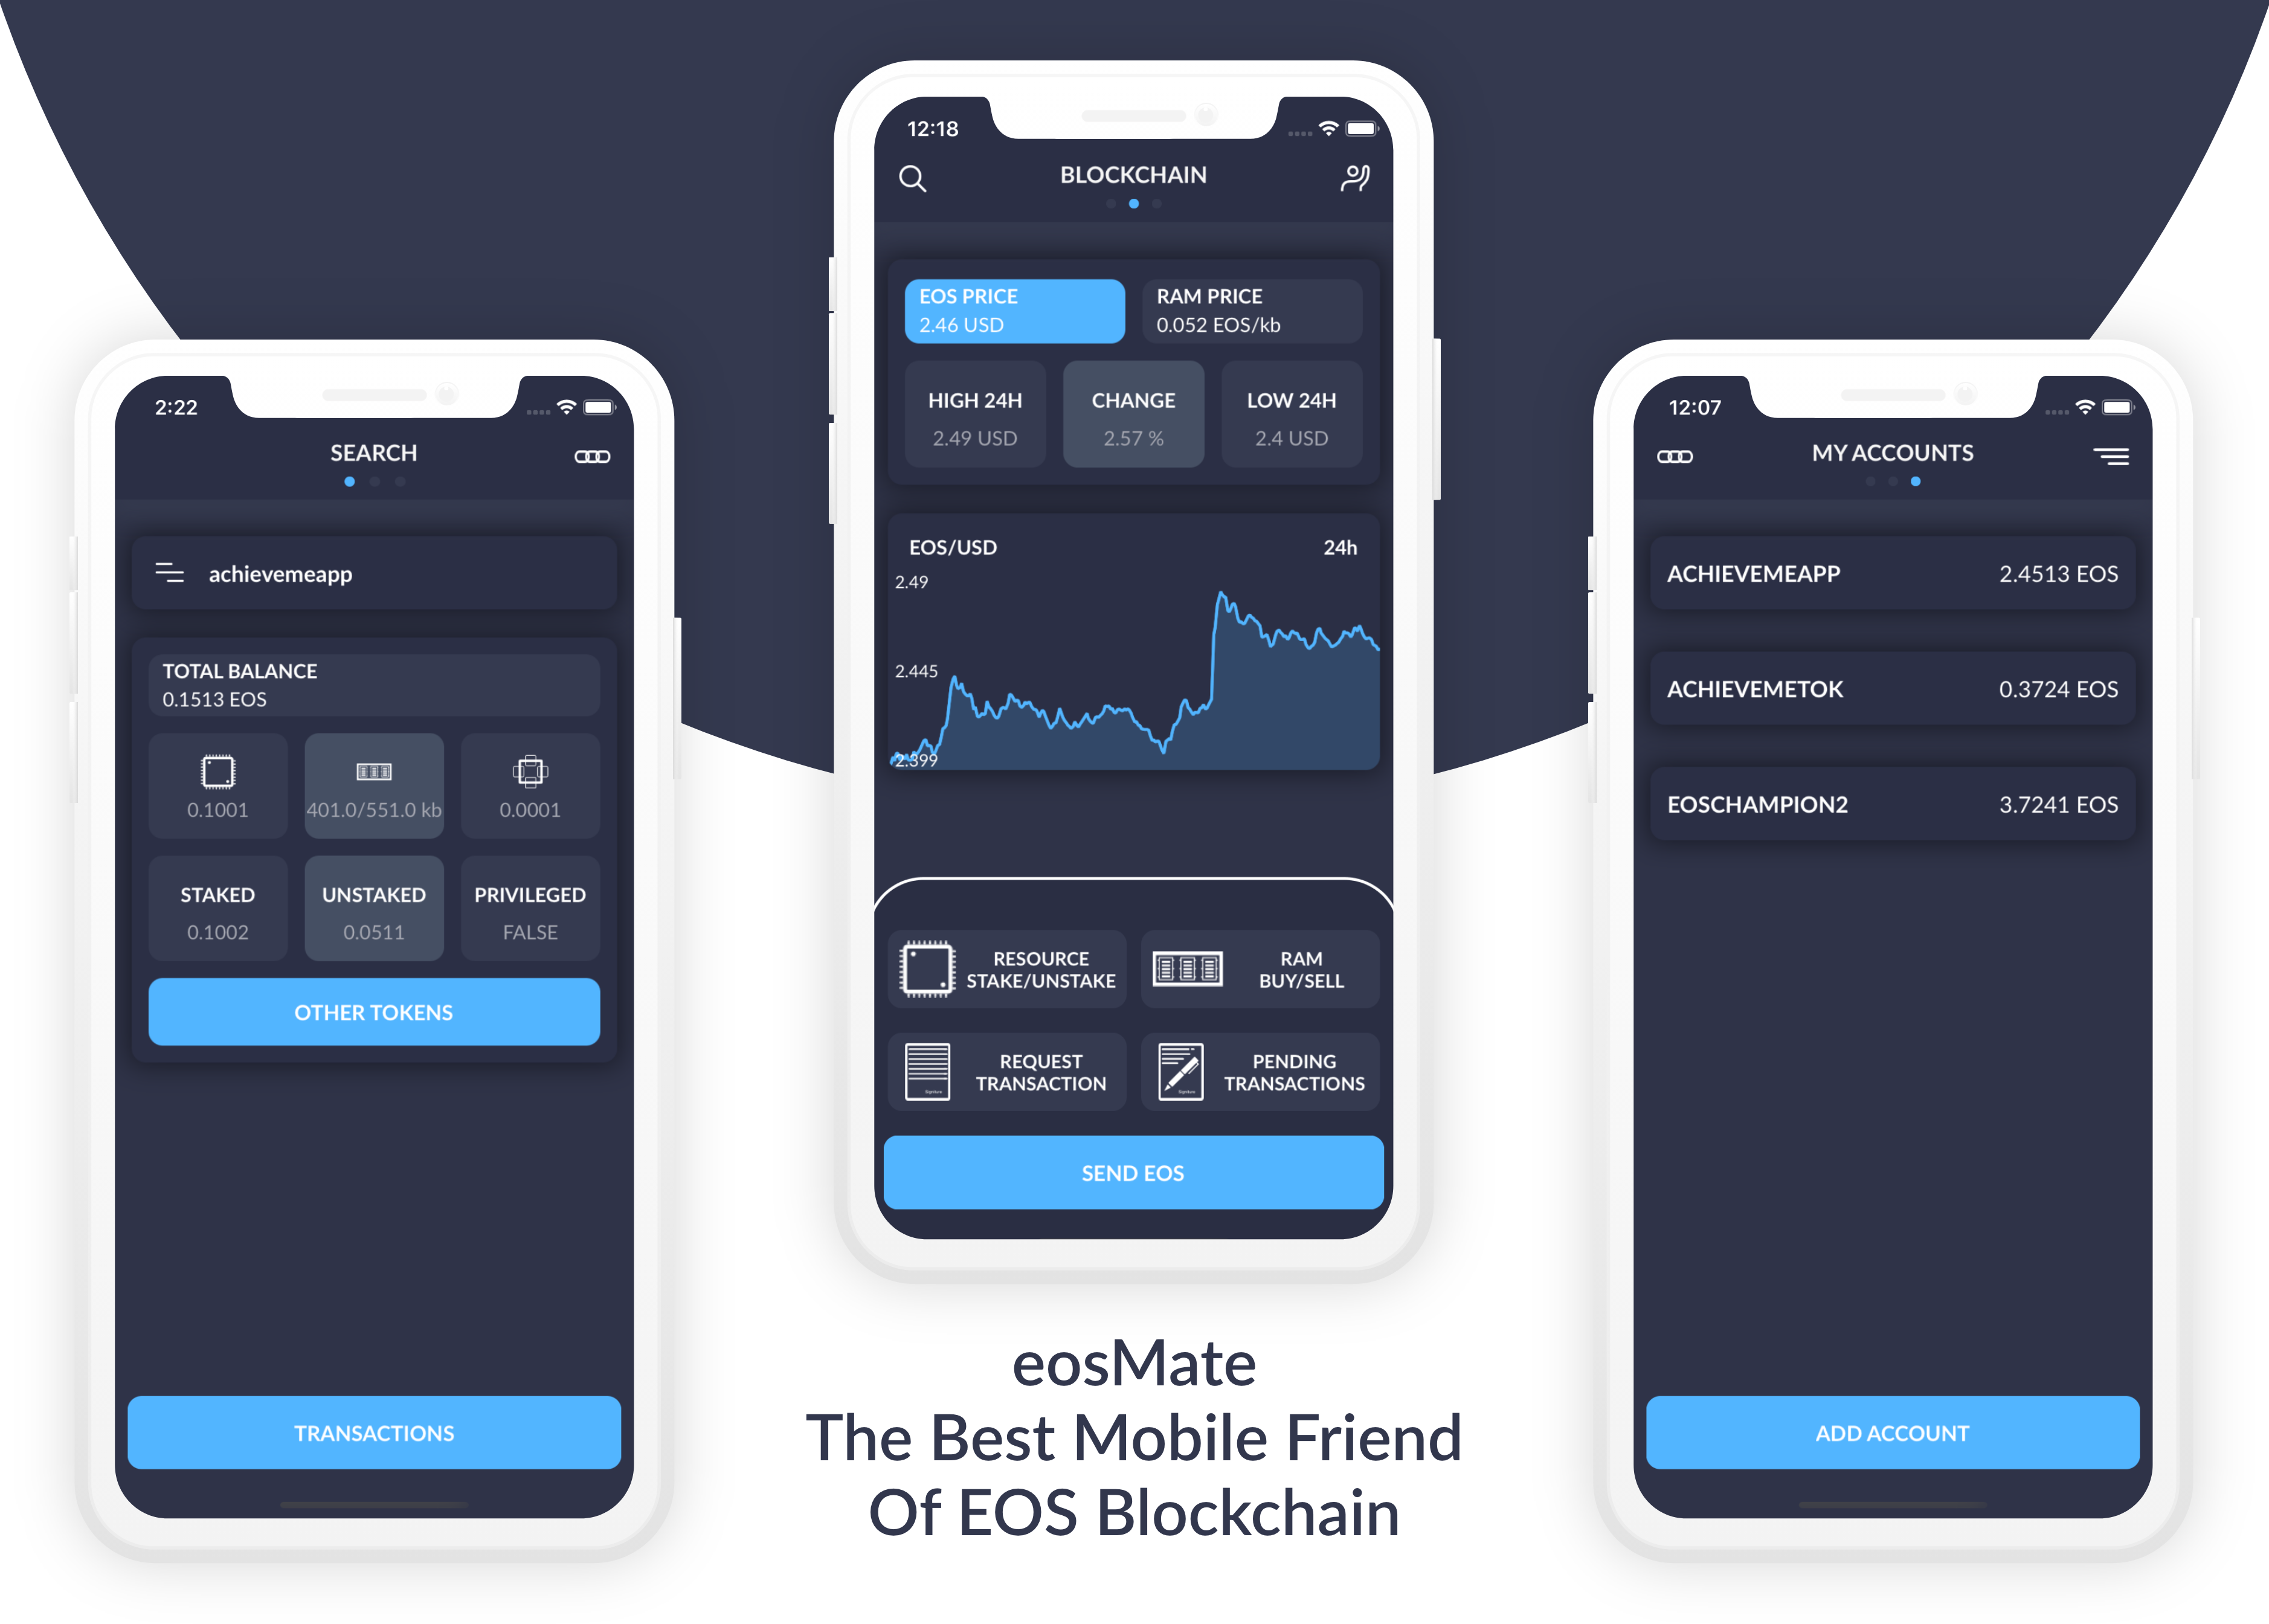 2:22
SEARCH
achievemeapp
TOTAL BALANCE
0.1513 EOS
0.1001
401.0/551.0 kb
0.0001
STAKED
UNSTAKED
PRIVILEGED
0.1002
0.0511
FALSE
OTHER TOKENS
TRANSACTIONS
12:18
BLOCKCHAIN
EOS PRICE
2.46 USD
RAM PRICE
0.052 EOS/kb
HIGH 24H
CHANGE
LOW 24H
2.49 USD
2.57 %
2.4 USD
EOS/USD
24h
2.49
2.445
2.399
RESOURCE
STAKE/UNSTAKE
RAM
BUY/SELL
REQUEST
TRANSACTION
PENDING
TRANSACTIONS
SEND EOS
12:07
MY ACCOUNTS
ACHIEVEMEAPP
2.4513 EOS
ACHIEVEMETOK
0.3724 EOS
EOSCHAMPION2
3.7241 EOS
ADD ACCOUNT
eosMate
The Best Mobile Friend
Of EOS Blockchain